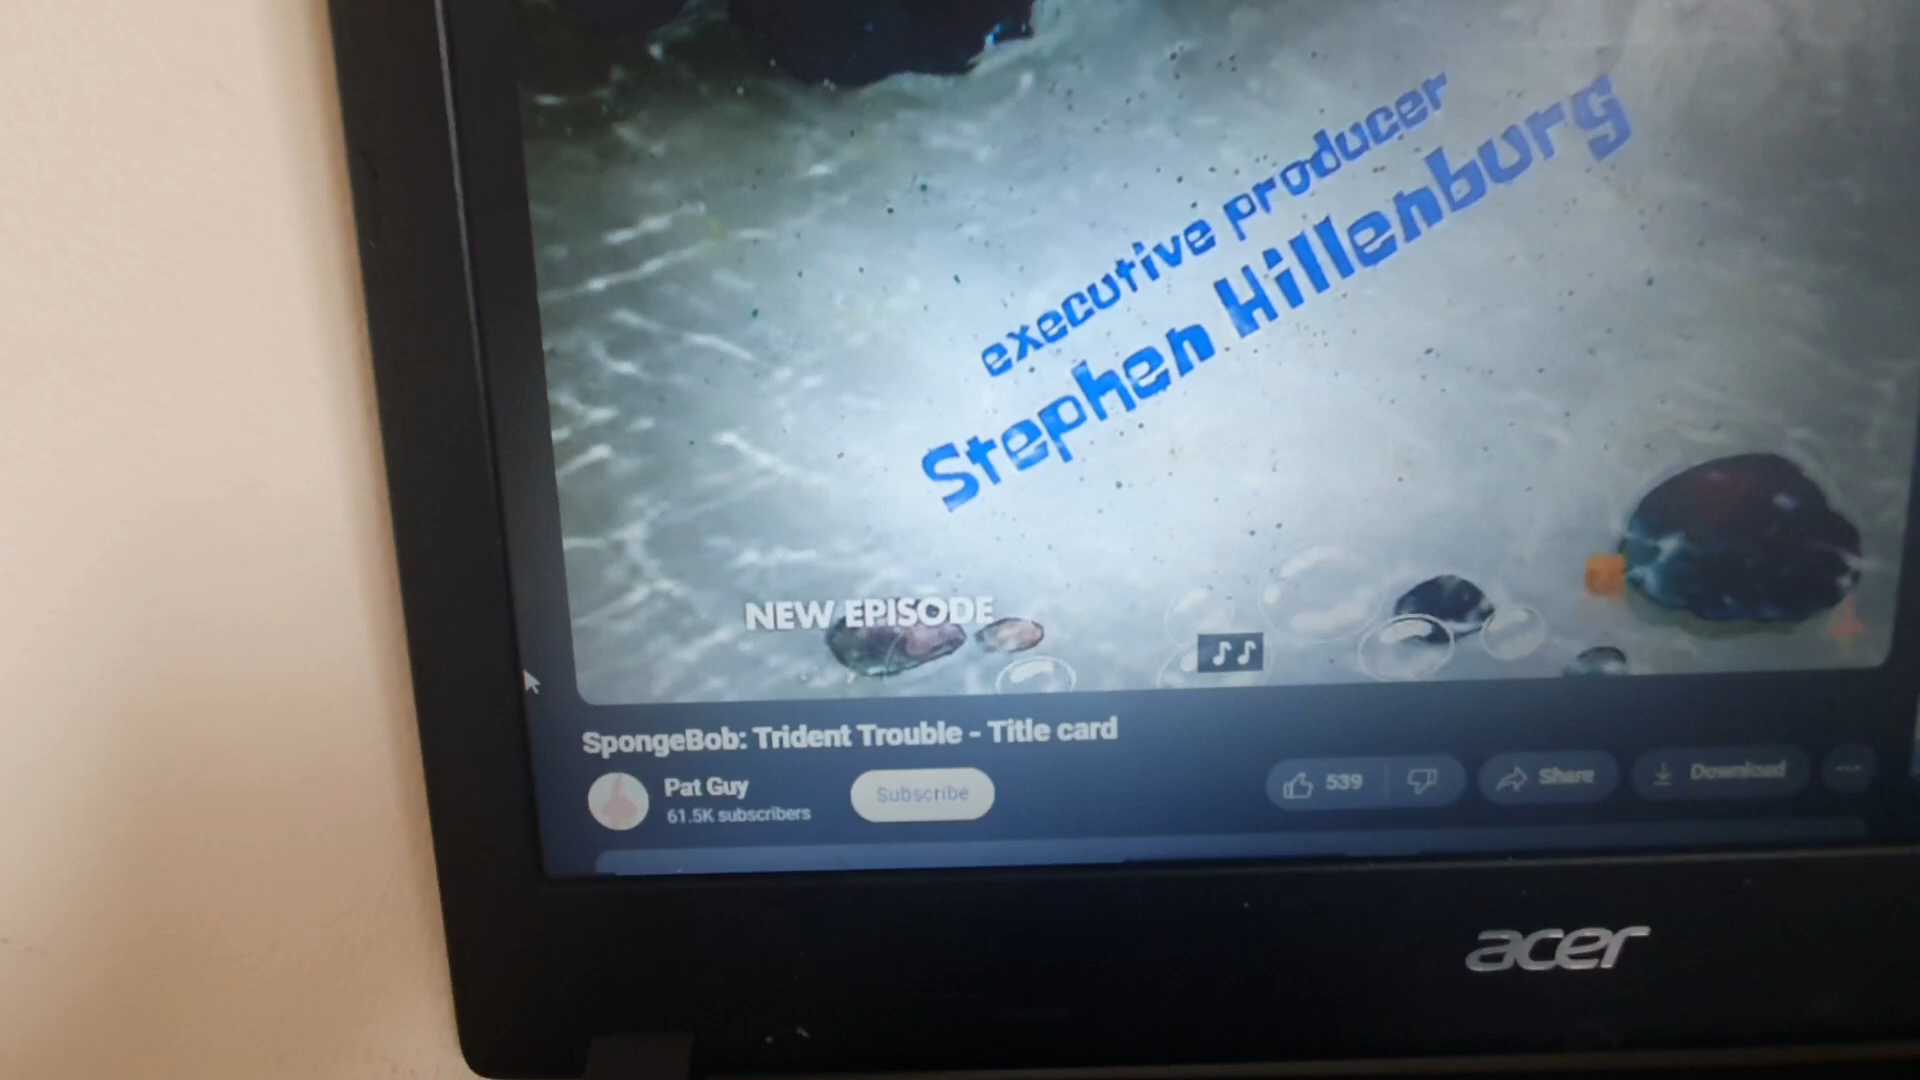 executive producer
Stephen Hillenburg
NEW EPISODE
SpongeBob: Trident Trouble - Title card
Pat Guy
61.5K subscribers
Subscribe
539
Share
Download
acer